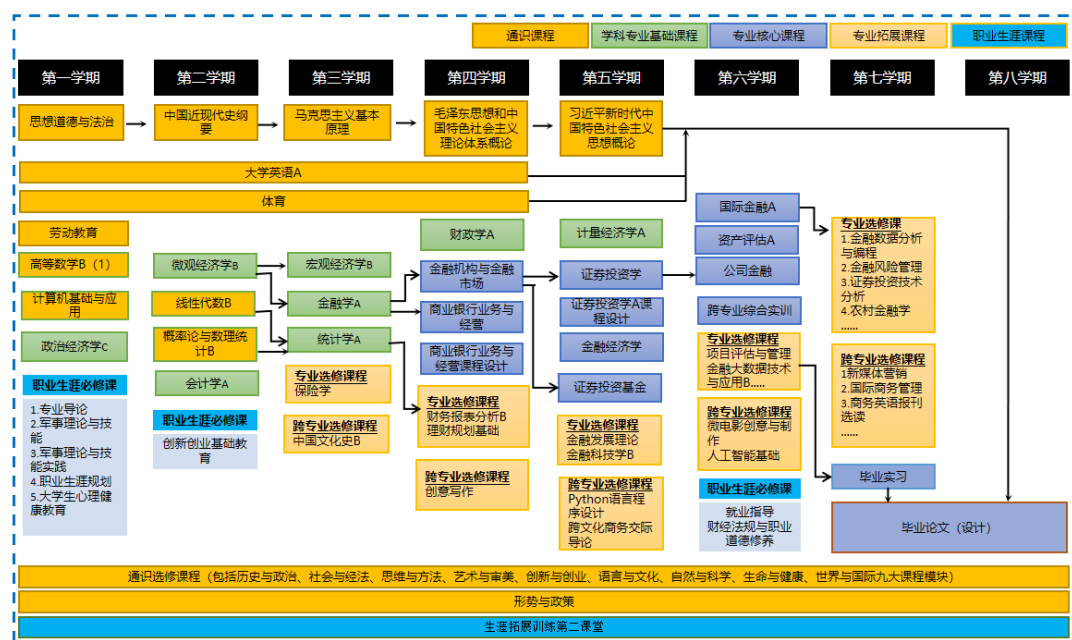 通识课程
学科专业基础课程
专业核心课程
专业拓展课程
职业生涯课程
第一学期
第二学期
第三学期
第四学期
第五学期
第六学期
第七学期
第八学期
思想道德与法治
中国近现代史纲
要
马克思主义基本
原理
毛泽东思想和中
国特色社会主义
理论体系概论
习近平新时代中
国特色社会主义
思想概论
大学英语A
体育
劳动教育
高等数学B（1）
计算机基础与应
用
政治经济学C
职业生涯必修课
1.专业导论
2.军事理论与技
能
3.军事理论与技
能实践
4.职业生涯规划
5.大学生心理健
康教育
微观经济学B
线性代数B
概率论与数理统
计B
会计学A
职业生涯必修课
创新创业基础教
育
宏观经济学B
金融学A
统计学A
专业选修课程
保险学
跨专业选修课程
中国文化史B
财政学A
金融机构与金融
市场
商业银行业务与
经营
商业银行业务与
经营课程设计
专业选修课程
财务报表分析B
理财规划基础
跨专业选修课程
创意写作
计量经济学A
证券投资学
证券投资学A课
程设计
金融经济学
证券投资基金
专业选修课程
金融发展理论
金融科技学B
跨专业选修课程
Python语言程
序设计
跨文化商务交际
导论
国际金融A
资产评估A
公司金融
跨专业综合实训
专业选修课程
项目评估与管理
金融大数据技术
与应用B.....
跨专业选修课程
微电影创意与制
作
人工智能基础
职业生涯必修课
就业指导
财经法规与职业
道德修养
专业选修课
1.金融数据分析
与编程
2.金融风险管理
3.证券投资技术
分析
4.农村金融学
......
跨专业选修课程
1新媒体营销
2.国际商务管理
3.商务英语报刊
选读
......
毕业实习
毕业论文（设计）
通识选修课程（包括历史与政治、社会与经法、思维与方法、艺术与审美、创新与创业、语言与文化、自然与科学、生命与健康、世界与国际九大课程模块）
形势与政策
生涯拓展训练第二课堂